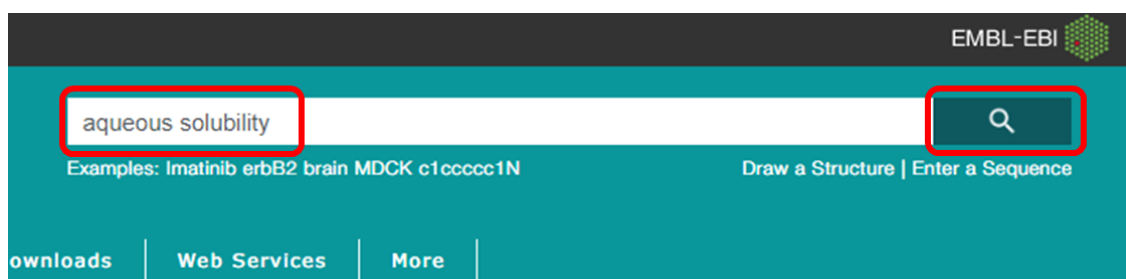 EMBL-EBI
aqueous solubility
Examples: Imatinib erbB2 brain MDCK c1ccccc1N Draw a Structure | Enter a Sequence
ownloads Web Services More